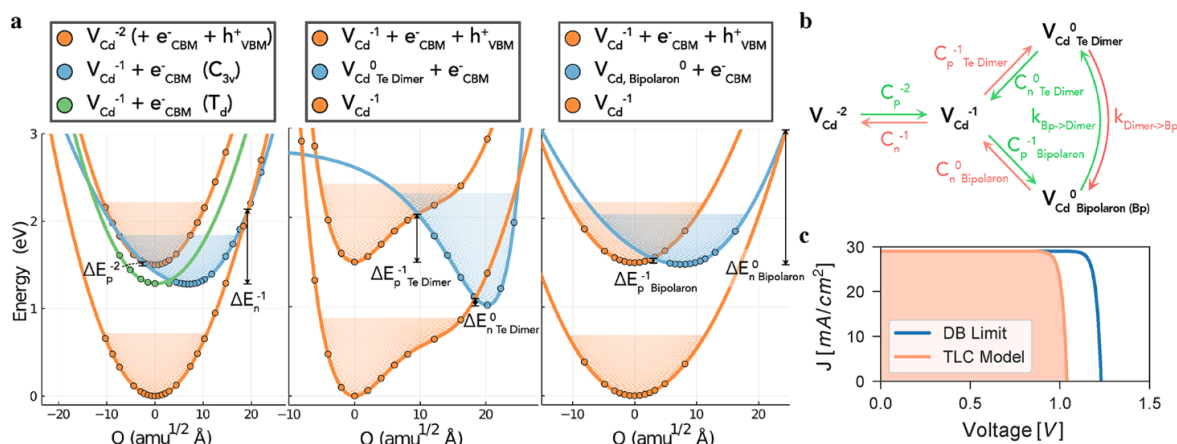 a
V_Cd^-2 (+ e^-_CBM + h^+_VBM)
V_Cd^-1 + e^-_CBM (C_3v)
V_Cd^-1 + e^-_CBM (T_d)
V_Cd^-1 + e^-_CBM + h^+_VBM
V_Cd^0 Te Dimer + e^-_CBM
V_Cd^-1
V_Cd^-1 + e^-_CBM + h^+_VBM
V_Cd, Bipolaron^0 + e^-_CBM
V_Cd^-1
Energy (eV)
3
2
1
0
ΔE_p^-2
ΔE_n^-1
ΔE_p^-1 Te Dimer
ΔE_n^0 Te Dimer
ΔE_p^-1 Bipolaron
ΔE_n^0 Bipolaron
-20 -10 0 10 20
-10 0 10 20
-10 0 10 20
Q (amu^1/2 Å)
Q (amu^1/2 Å)
Q (amu^1/2 Å)
b
V_Cd^0 Te Dimer
C_p^-1 Te Dimer
C_n^0 Te Dimer
C_p^-2
V_Cd^-2
V_Cd^-1
k_Bp->Dimer
k_Dimer->Bp
C_n^-1
C_p^-1 Bipolaron
C_n^0 Bipolaron
V_Cd^0 Bipolaron (Bp)
c
J [mA/cm^2]
30
20
10
0
DB Limit
TLC Model
0.0 0.5 1.0 1.5
Voltage [V]